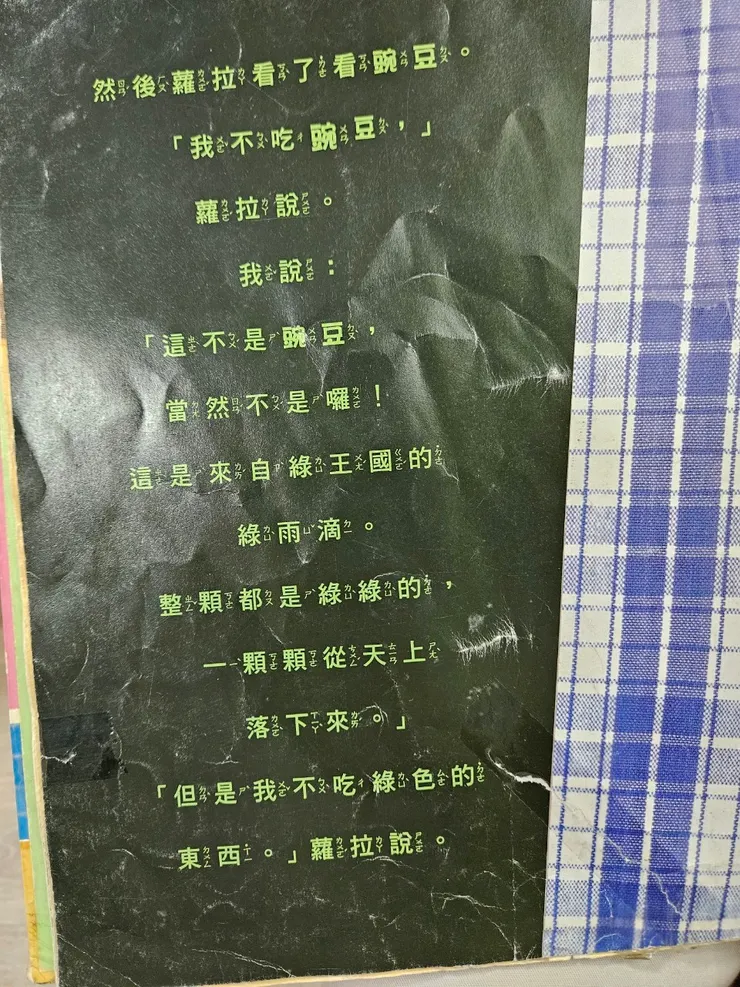 然後蘿拉看了看豌豆。
「我不吃豌豆，」
蘿拉說。
我說：
「這不是豌豆，
當然不是囉！
這是來自綠王國的
綠雨滴。
整顆都是綠綠的，
一顆顆從天上
落下來。」
「但是我不吃綠色的
東西。」蘿拉說。